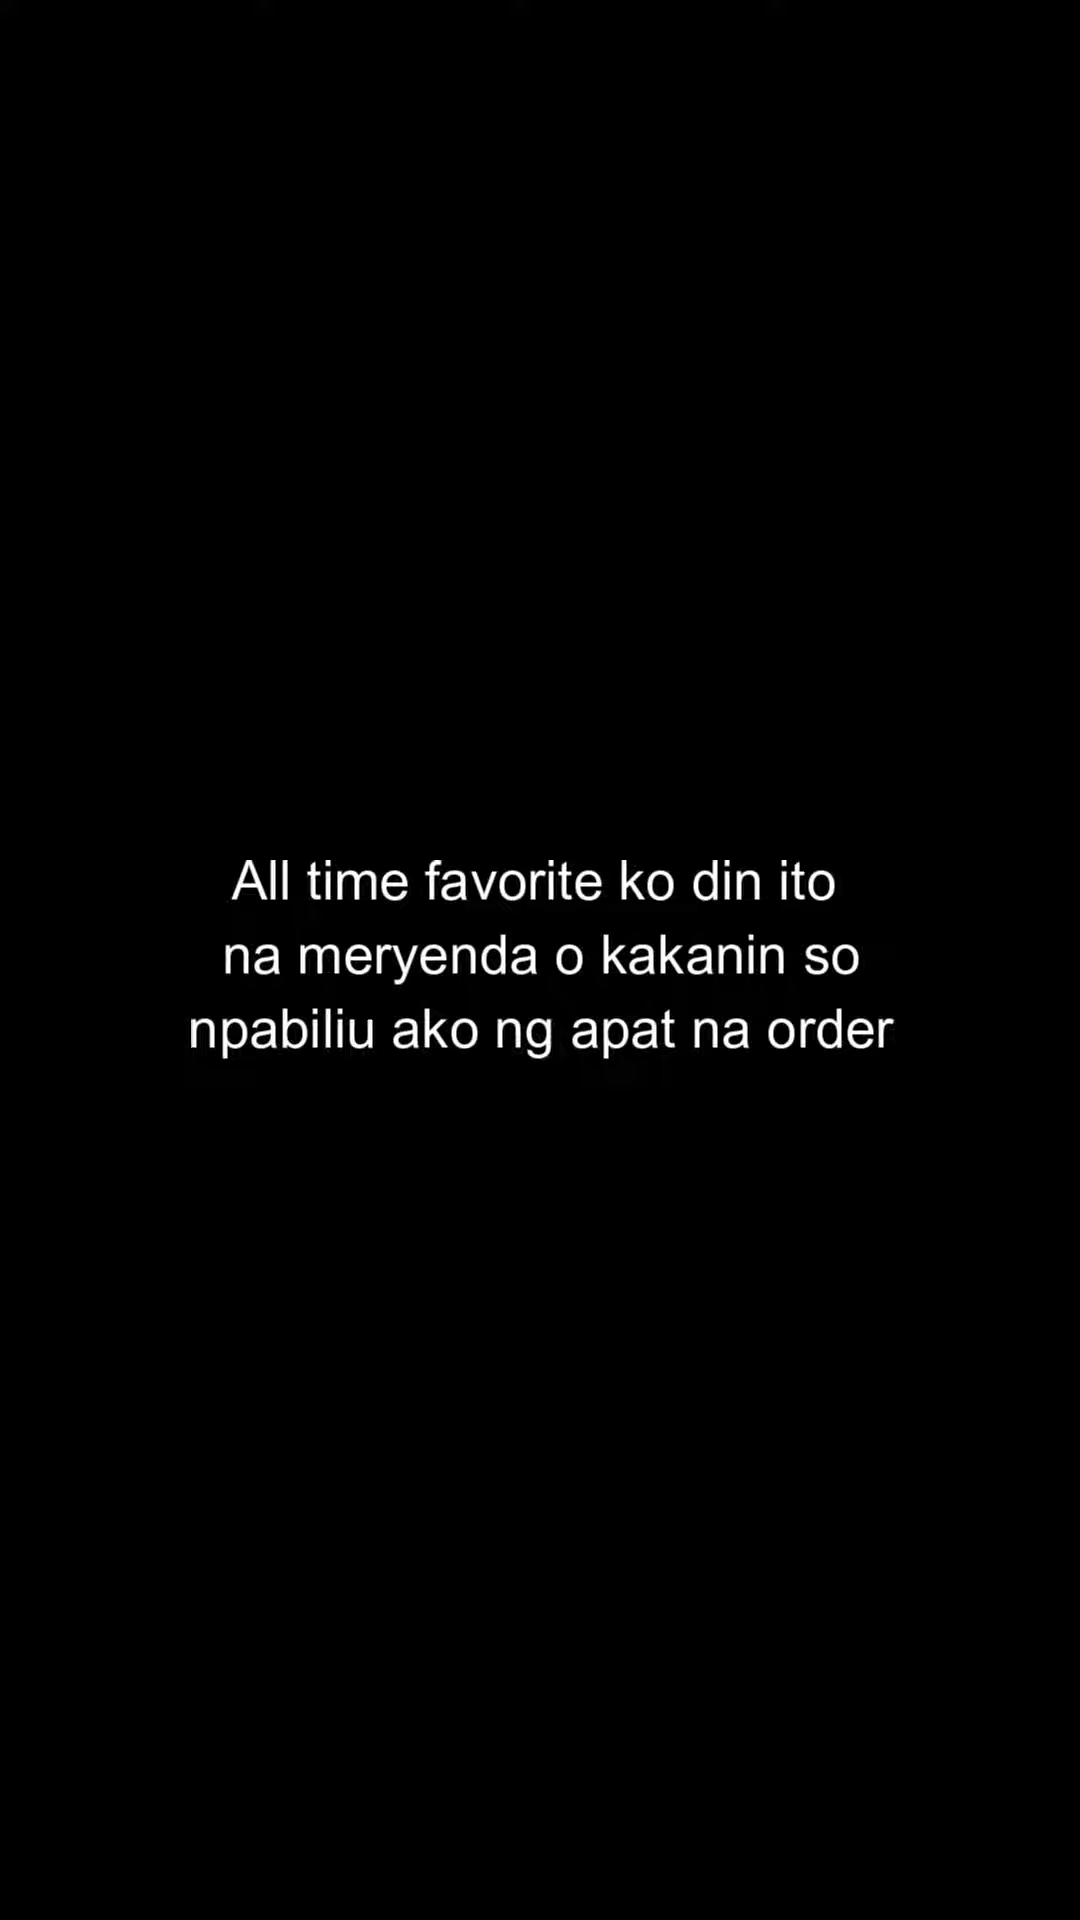 All time favorite ko din ito
na meryenda o kakanin so
npabiliu ako ng apat na order